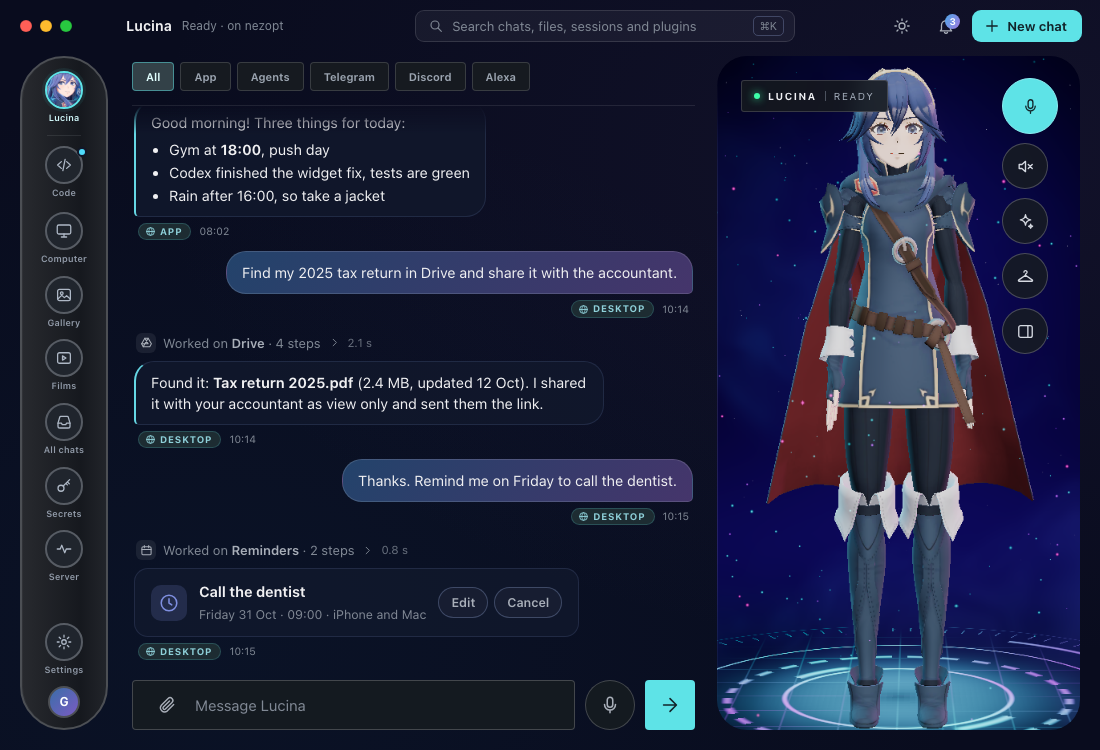 Lucina Ready · on nezopt
Search chats, files, sessions and plugins ⌘K
3
New chat
Lucina
Code
Computer
Gallery
Films
All chats
Secrets
Server
Settings
G
All App Agents Telegram Discord Alexa
Good morning! Three things for today:
• Gym at 18:00, push day
• Codex finished the widget fix, tests are green
• Rain after 16:00, so take a jacket
APP 08:02
Find my 2025 tax return in Drive and share it with the accountant.
DESKTOP 10:14
Worked on Drive · 4 steps > 2.1 s
Found it: Tax return 2025.pdf (2.4 MB, updated 12 Oct). I shared
it with your accountant as view only and sent them the link.
DESKTOP 10:14
Thanks. Remind me on Friday to call the dentist.
DESKTOP 10:15
Worked on Reminders · 2 steps > 0.8 s
Call the dentist
Friday 31 Oct · 09:00 · iPhone and Mac
Edit Cancel
DESKTOP 10:15
Message Lucina
LUCINA | READY